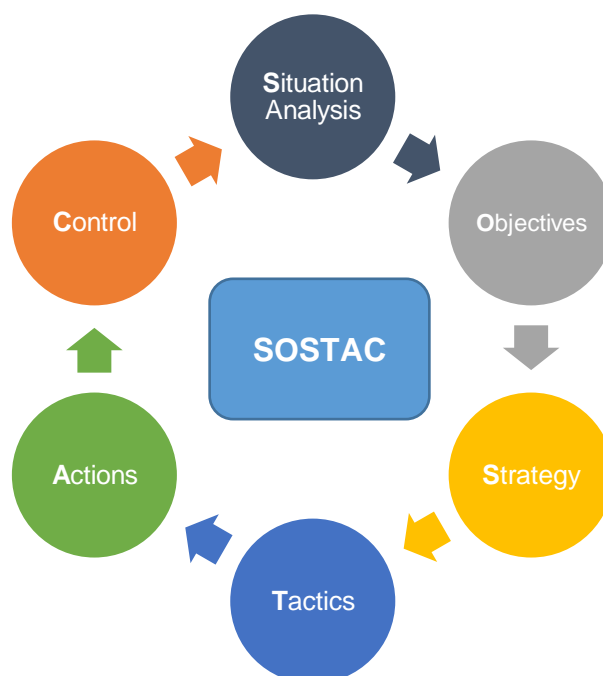 Situation
Analysis
Objectives
Strategy
Tactics
Actions
Control
SOSTAC